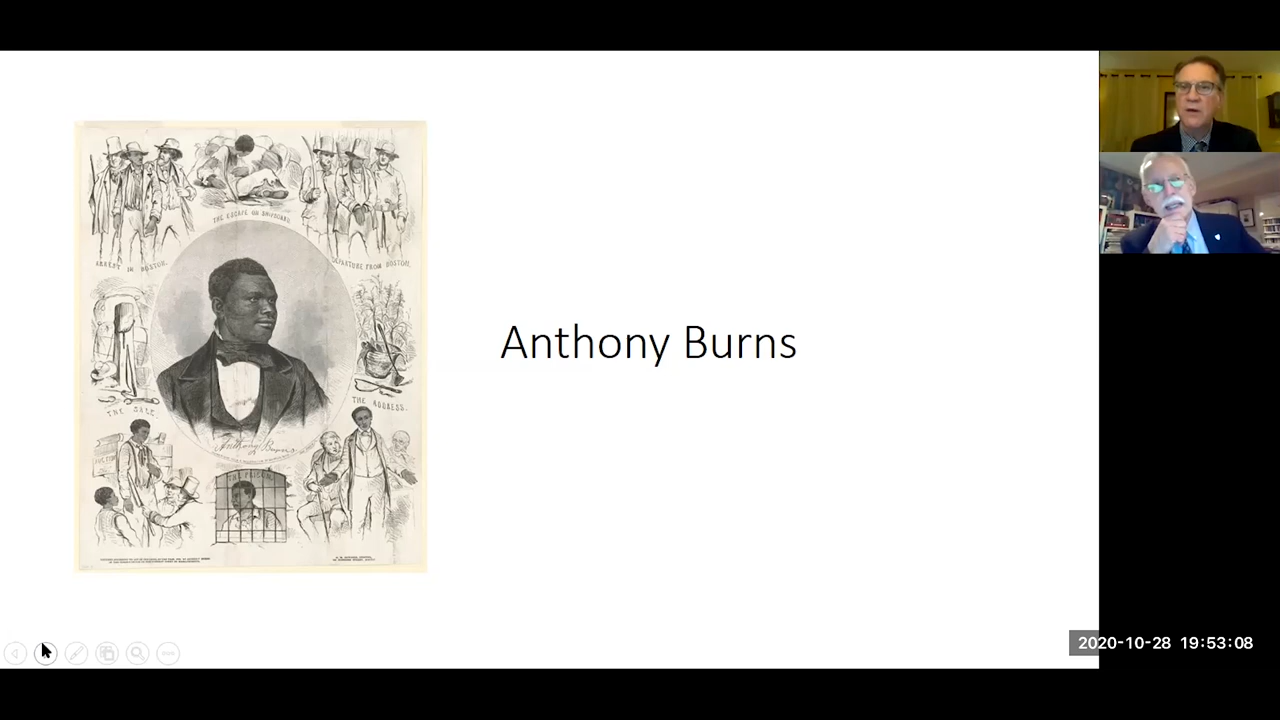 THE ESCAPE ON SHIPBOARD.
ARREST IN BOSTON.
DEPARTURE FROM BOSTON.
Anthony Burns
THE SALE.
THE ADDRESS.
Anthony Burns
2020-10-28 19:53:08